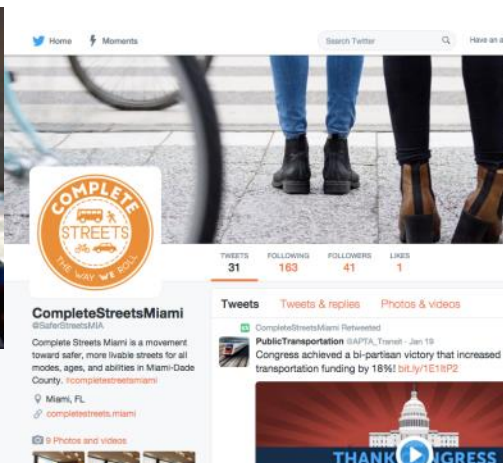 Home Moments Search Twitter Have an a
COMPLETE
STREETS
THE WAY WE ROLL
TWEETS FOLLOWING FOLLOWERS LIKES
31 163 41 1
CompleteStreetsMiami
@SaferStreetsMIA
Complete Streets Miami is a movement
toward safer, more livable streets for all
modes, ages, and abilities in Miami-Dade
County. #completestreetsmiami
Miami, FL
completestreets.miami
9 Photos and videos
Tweets Tweets & replies Photos & videos
CompleteStreetsMiami Retweeted
PublicTransportation @APTA_Transit · Jan 19
Congress achieved a bi-partisan victory that increased
transportation funding by 18%! bit.ly/1E1ltP2
THANK NGRESS